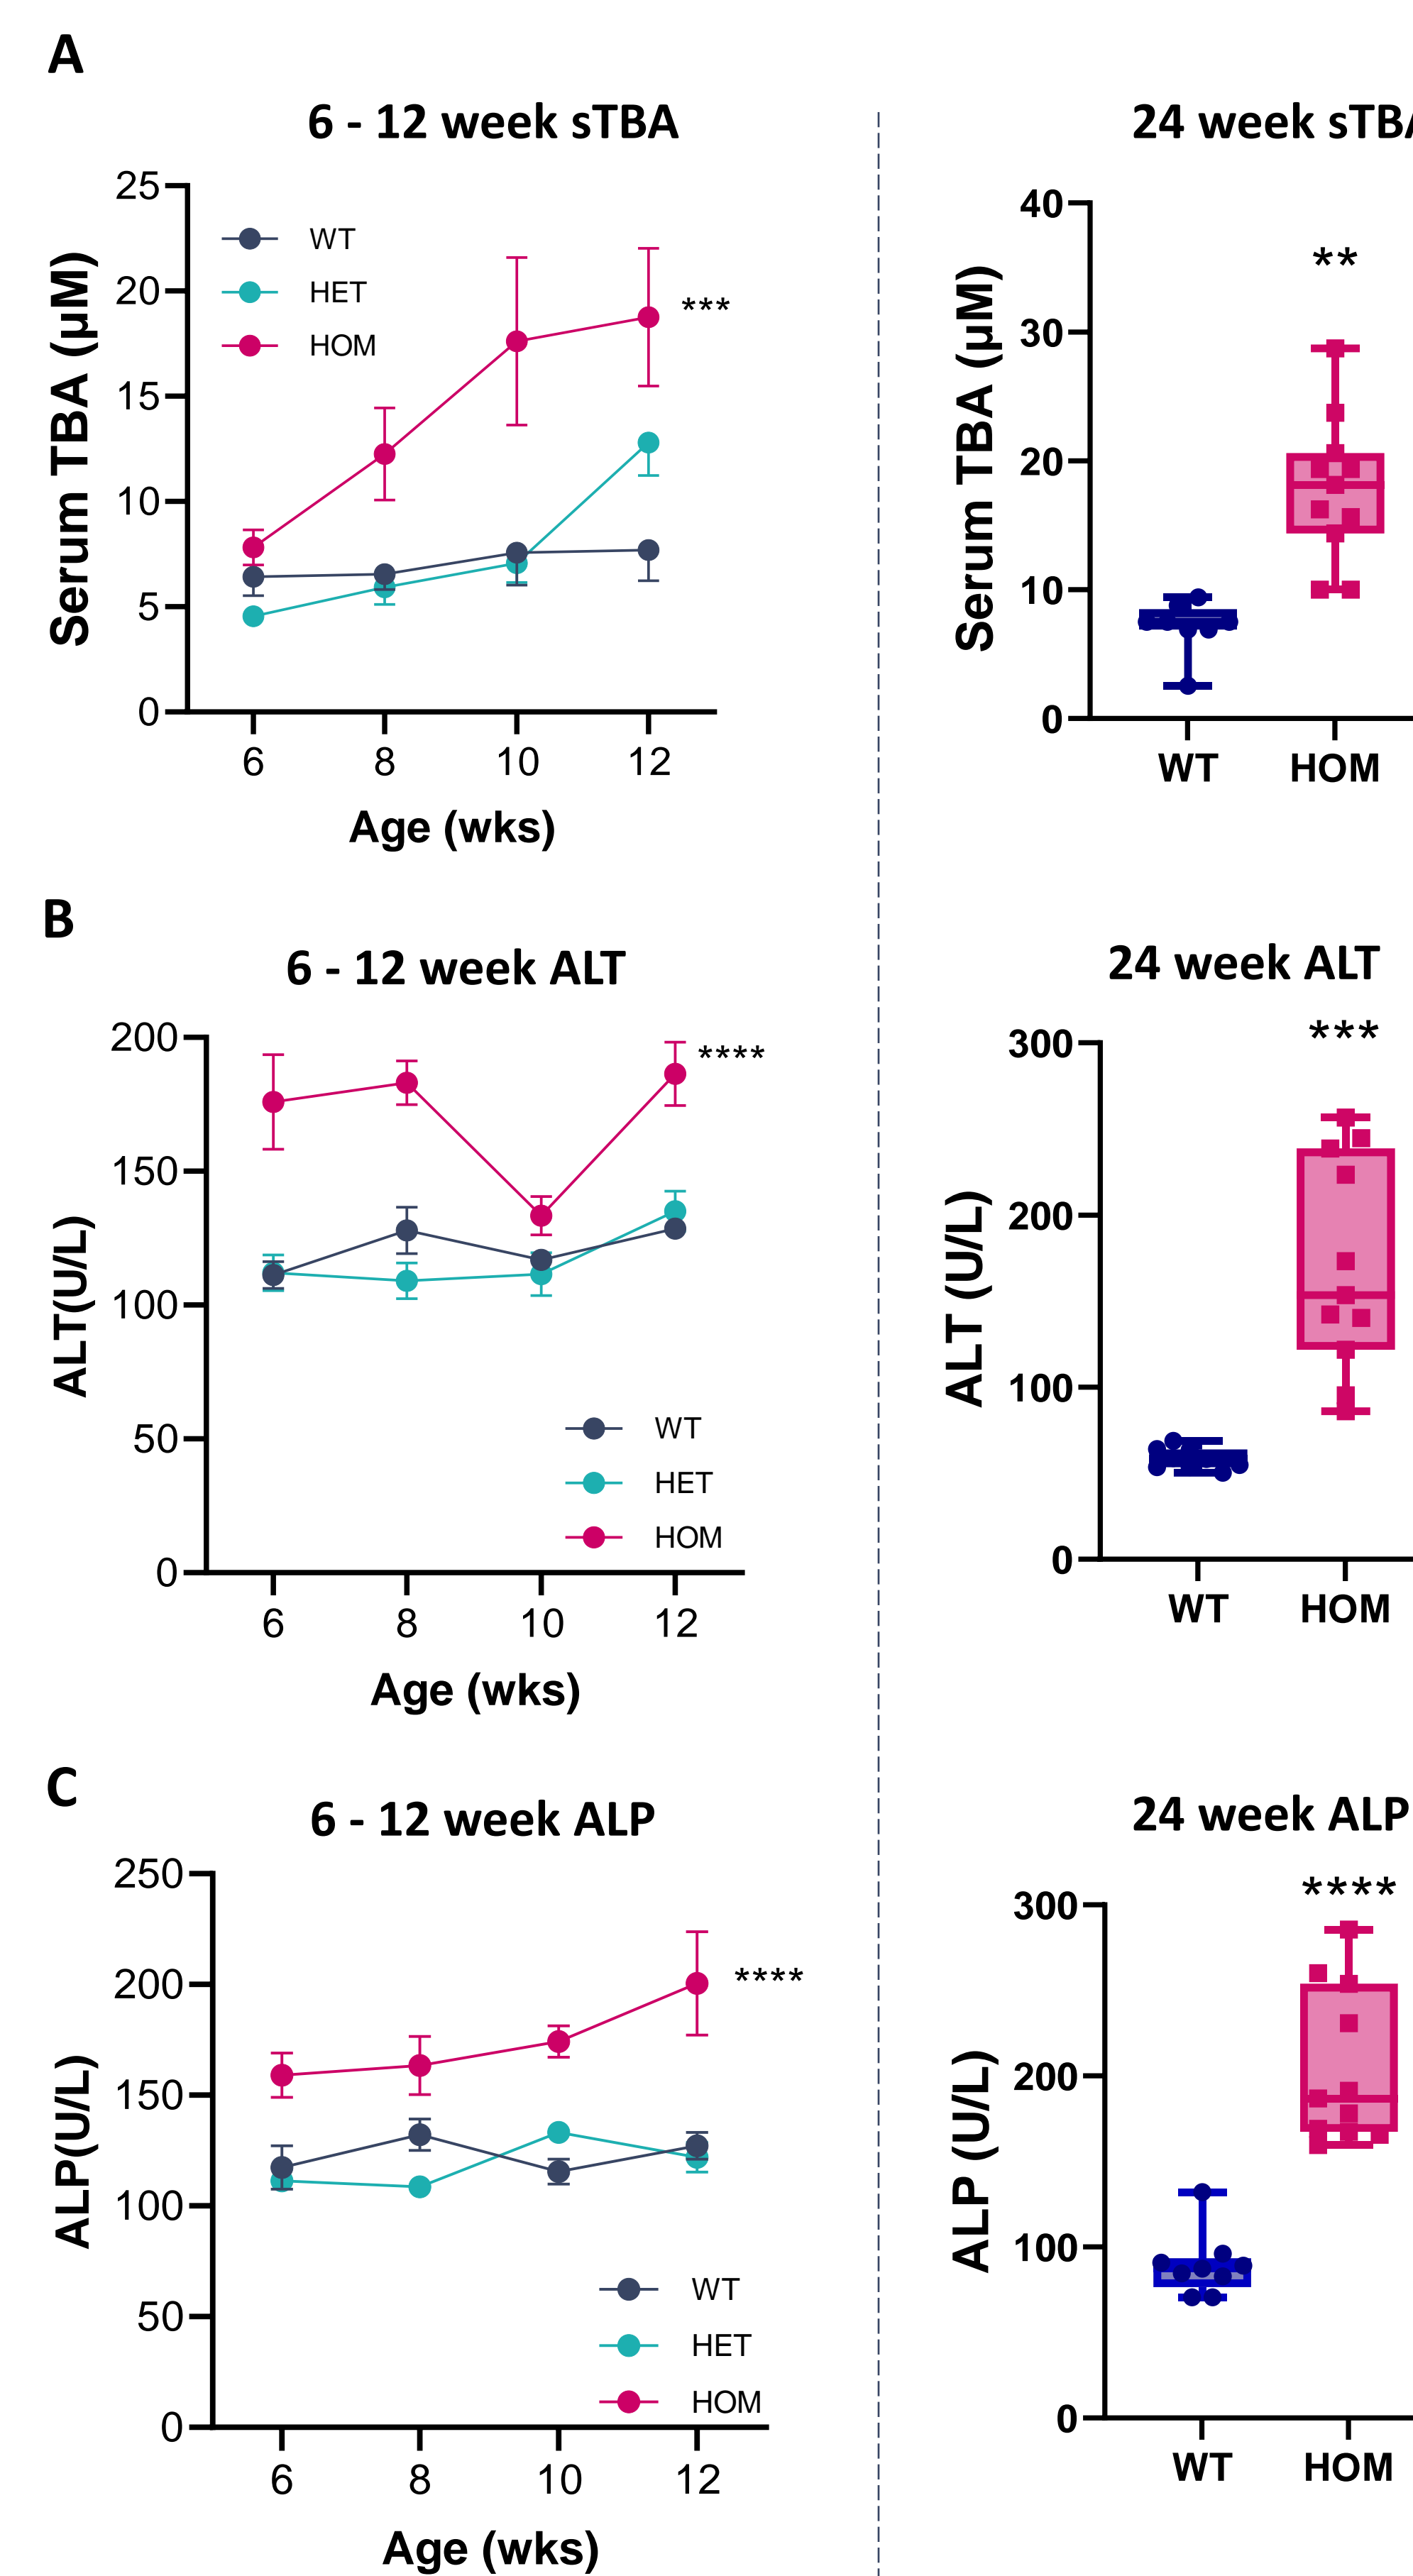 A
6 - 12 week sTBA
25
20
15
10
5
0
Serum TBA (µM)
WT
HET
HOM
***
6 8 10 12
Age (wks)
24 week sTBA
40
30
20
10
0
Serum TBA (µM)
**
WT HOM
B
6 - 12 week ALT
200
150
100
50
0
ALT(U/L)
****
WT
HET
HOM
6 8 10 12
Age (wks)
24 week ALT
300
200
100
0
ALT (U/L)
***
WT HOM
C
6 - 12 week ALP
250
200
150
100
50
0
ALP(U/L)
****
WT
HET
HOM
6 8 10 12
Age (wks)
24 week ALP
300
200
100
0
ALP (U/L)
****
WT HOM